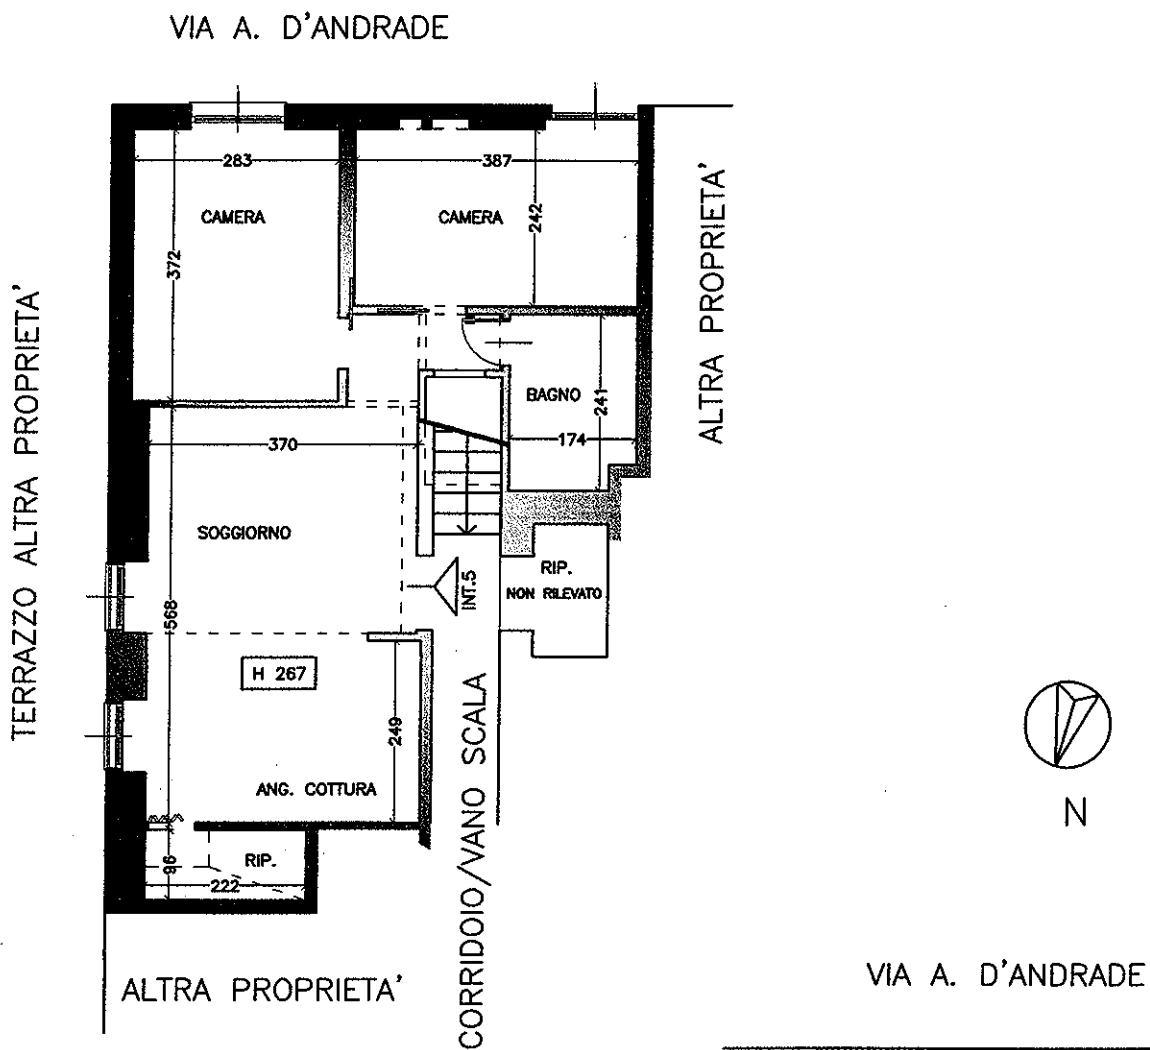 VIA A. D'ANDRADE
283
387
CAMERA
CAMERA
242
372
ALTRA PROPRIETA'
TERRAZZO ALTRA PROPRIETA'
BAGNO
241
174
370
SOGGIORNO
INT.5
RIP.
NON RILEVATO
568
H 267
249
ANG. COTTURA
CORRIDOIO/VANO SCALA
RIP.
96
222
N
ALTRA PROPRIETA'
VIA A. D'ANDRADE